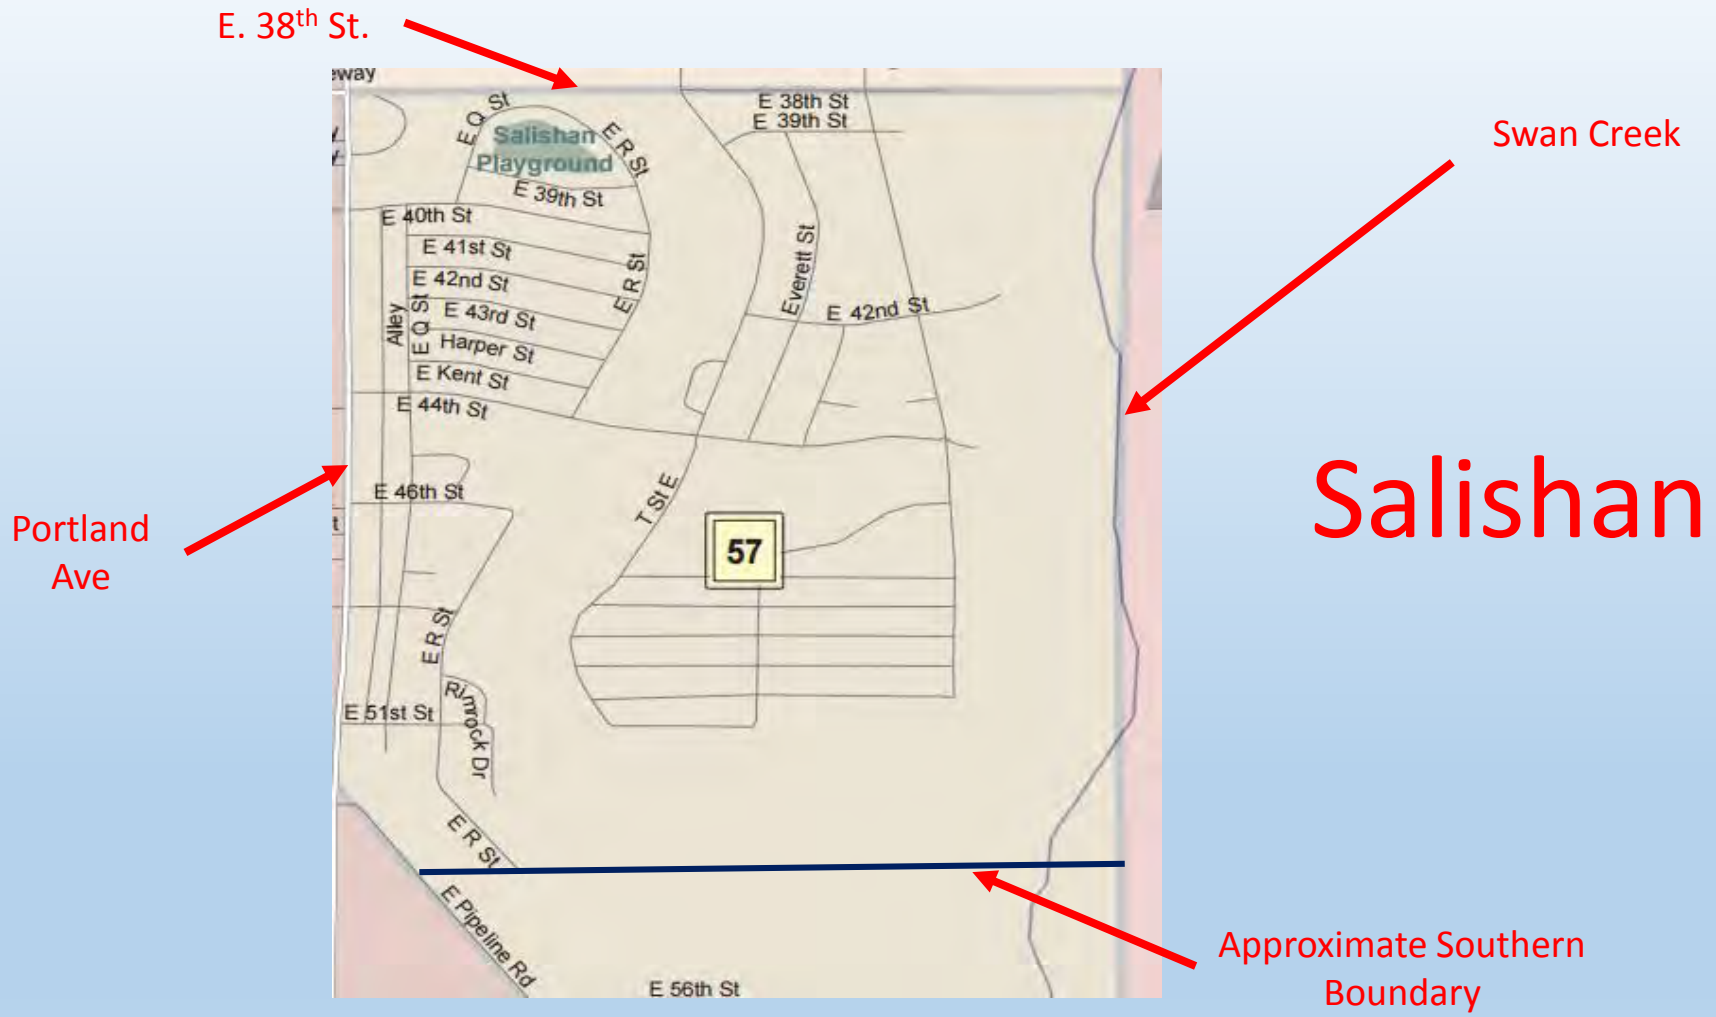 E. 38th St.
eway
E Q St
E 38th St
E 39th St
Salishan
Playground
E R St
Swan Creek
E 39th St
E 40th St
E 41st St
E R St
Everett St
E 42nd St
E 42nd St
Alley
E Q St
E 43rd St
Harper St
E Kent St
E 44th St
Salishan
T St E
E 46th St
Portland
Ave
57
E R St
Rimrock Dr
E 51st St
E R St
E Pipeline Rd
Approximate Southern
Boundary
E 56th St